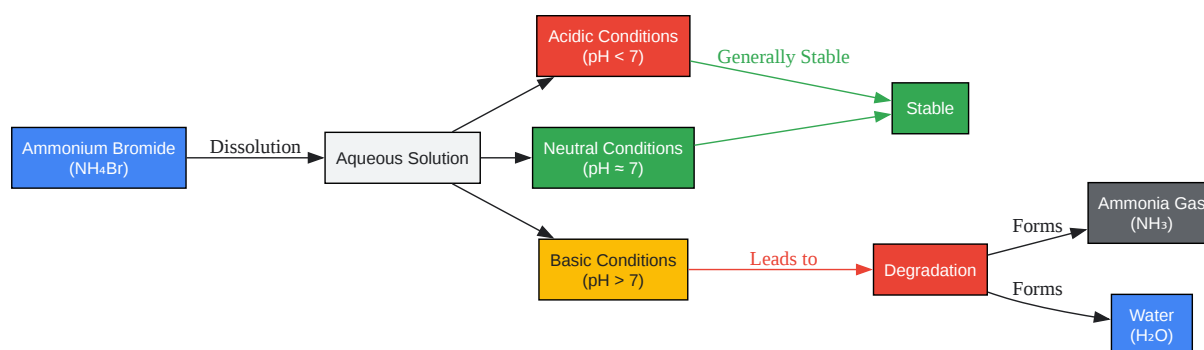 Ammonium Bromide
(NH₄Br)
Dissolution
Aqueous Solution
Acidic Conditions
(pH < 7)
Generally Stable
Stable
Neutral Conditions
(pH ≈ 7)
Basic Conditions
(pH > 7)
Leads to
Degradation
Forms
Ammonia Gas
(NH₃)
Forms
Water
(H₂O)